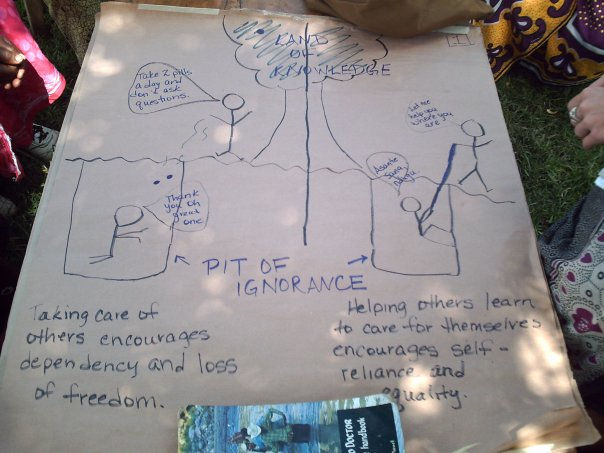 LAND
OF
KNOWLEDGE
Take 2 pills
a day and
don't ask
questions.
Let me
help you
where you
are
Thank
you Oh
great
one
Asante
Sana
PIT OF
IGNORANCE
Taking care of
others encourages
dependency and loss
of freedom.
Helping others learn
to care for themselves
encourages self-
reliance and
equality.
DOCTOR
handbook